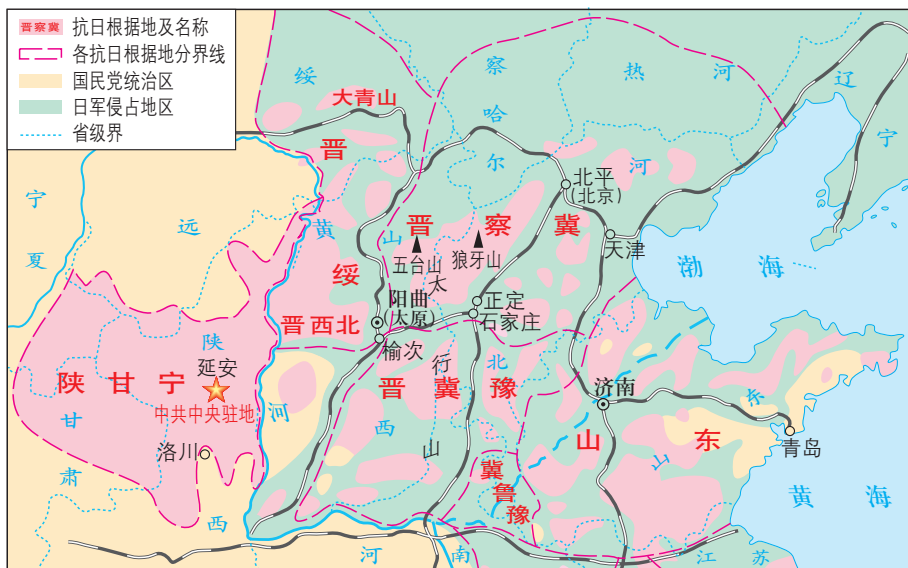 晋察冀 抗日根据地及名称
各抗日根据地分界线
国民党统治区
日军侵占地区
省级界
绥
远
察
哈
尔
热河
辽
宁
大青山
晋
绥
晋西北
黄
河
山
西
晋察冀
五台山
狼牙山
北平
(北京)
河
北
天津
渤海
宁
夏
太
行
山
阳曲
(太原)
正定
石家庄
榆次
陕
西
延安
中共中央驻地
陕甘宁
甘
肃
洛川
晋冀豫
冀
鲁
豫
济南
山东
山
东
青岛
黄海
河南
江苏